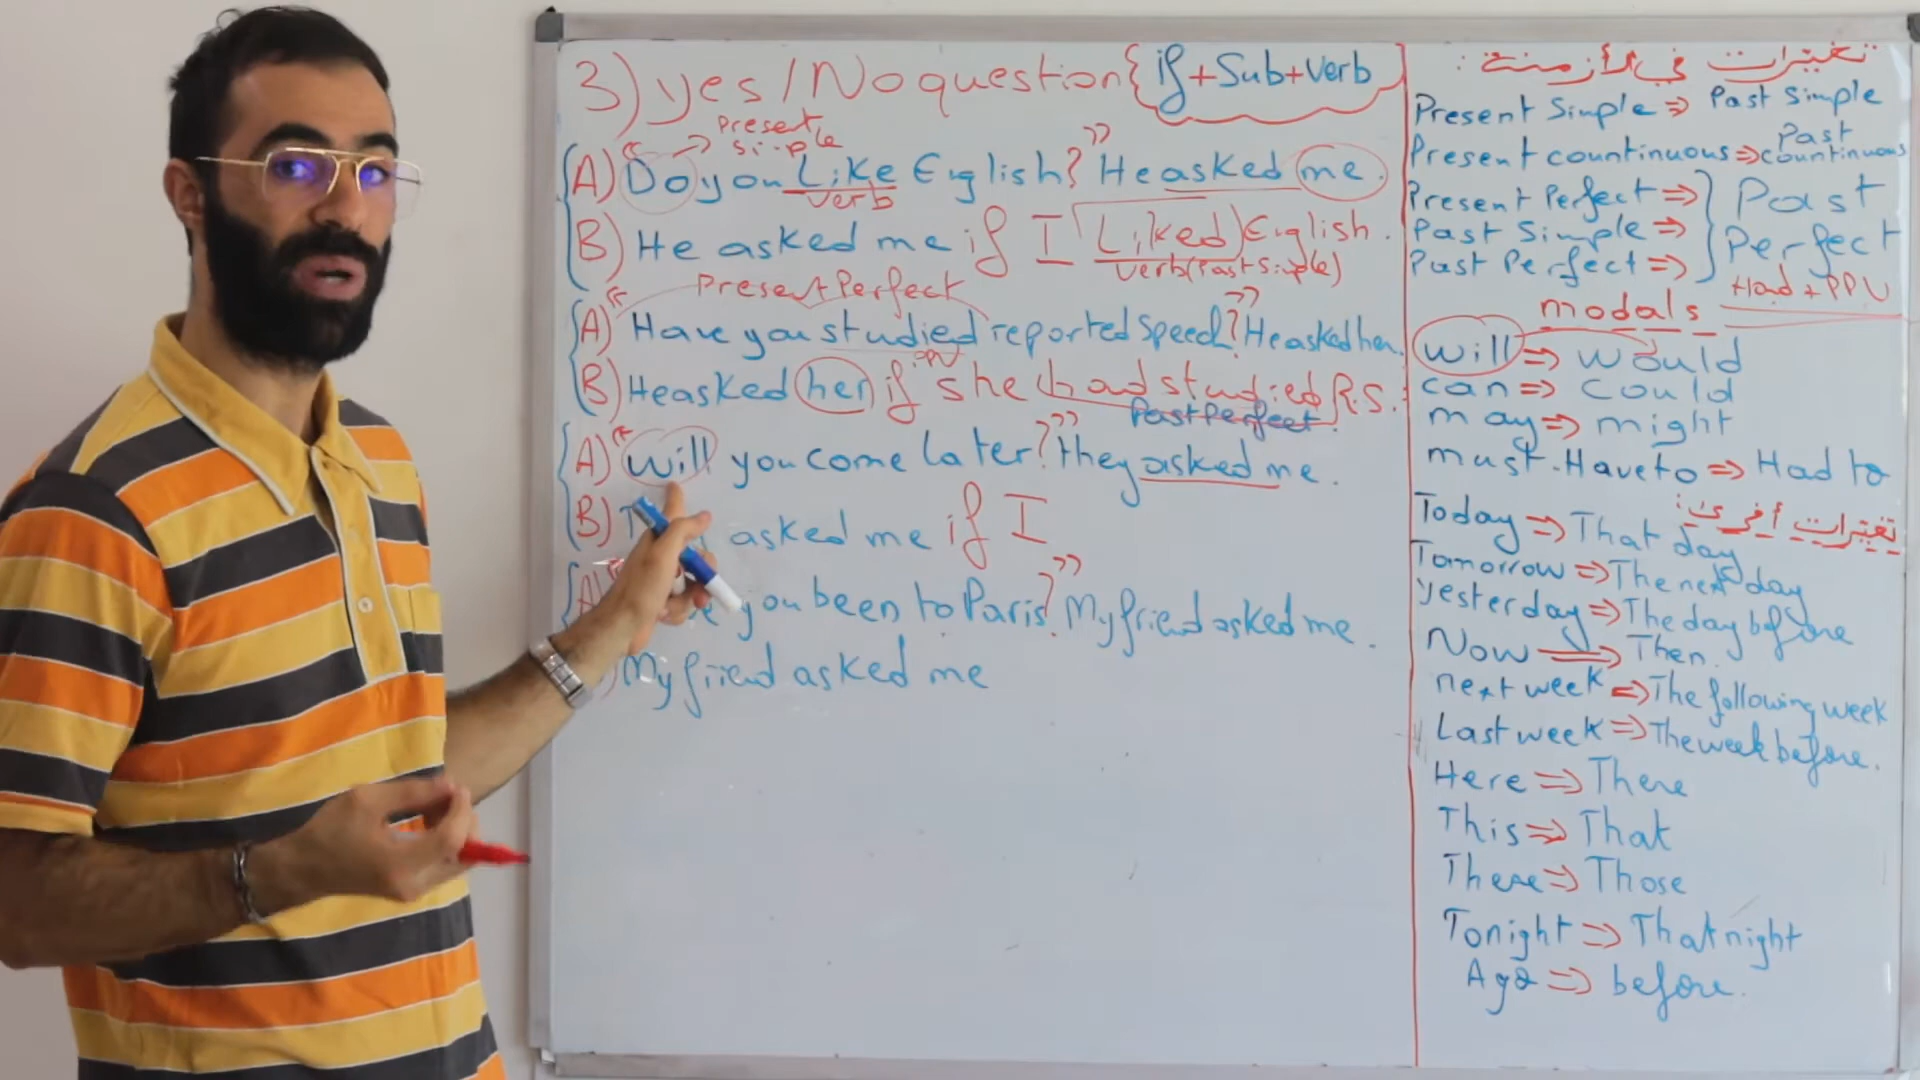 3) yes/No question { if + Sub + Verb
Present simple
A) " Do you Like English? " He asked me.
verb
B) He asked me if I Liked English.
verb (Past Simple)
Present Perfect
A) " Have you studied reported speech? " He asked her.
PPV
B) He asked her if she had studied R.S.
Past Perfect
A) " Will you come later? " They asked me.
B) asked me if I
A) you been to Paris? " My friend asked me.
My friend asked me
تغيرات في الأزمنة :
Present Simple => Past Simple
Present countinuous => Past countinuous
Present Perfect =>
Past Simple =>
Past Perfect =>
} Past Perfect
Had + PPV
modals
will => would
can => could
may => might
must - Have to => Had to
تغيرات أخرى :
Today => That day
Tomorrow => The next day
Yesterday => The day before
Now => Then.
next week => The following week
Last week => The week before.
Here => There
This => That
These => Those
Tonight => That night
Ago => before.